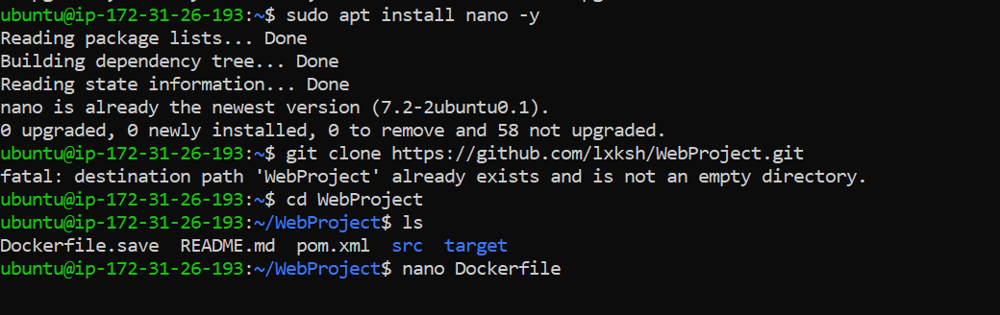 ubuntu@ip-172-31-26-193:~$ sudo apt install nano -y
Reading package lists... Done
Building dependency tree... Done
Reading state information... Done
nano is already the newest version (7.2-2ubuntu0.1).
0 upgraded, 0 newly installed, 0 to remove and 58 not upgraded.
ubuntu@ip-172-31-26-193:~$ git clone https://github.com/lxksh/WebProject.git
fatal: destination path 'WebProject' already exists and is not an empty directory.
ubuntu@ip-172-31-26-193:~$ cd WebProject
ubuntu@ip-172-31-26-193:~/WebProject$ ls
Dockerfile.save  README.md  pom.xml  src  target
ubuntu@ip-172-31-26-193:~/WebProject$ nano Dockerfile